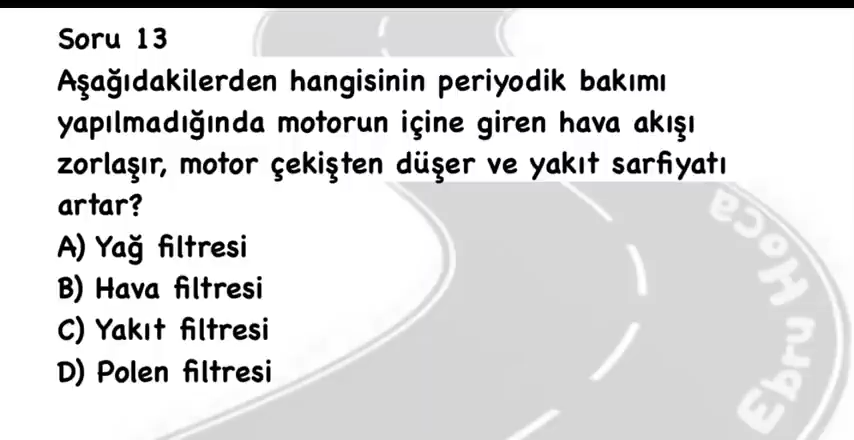 Soru 13
Aşağıdakilerden hangisinin periyodik bakımı
yapılmadığında motorun içine giren hava akışı
zorlaşır, motor çekişten düşer ve yakıt sarfiyatı
artar?
A) Yağ filtresi
B) Hava filtresi
C) Yakıt filtresi
D) Polen filtresi
Ebru Hoca